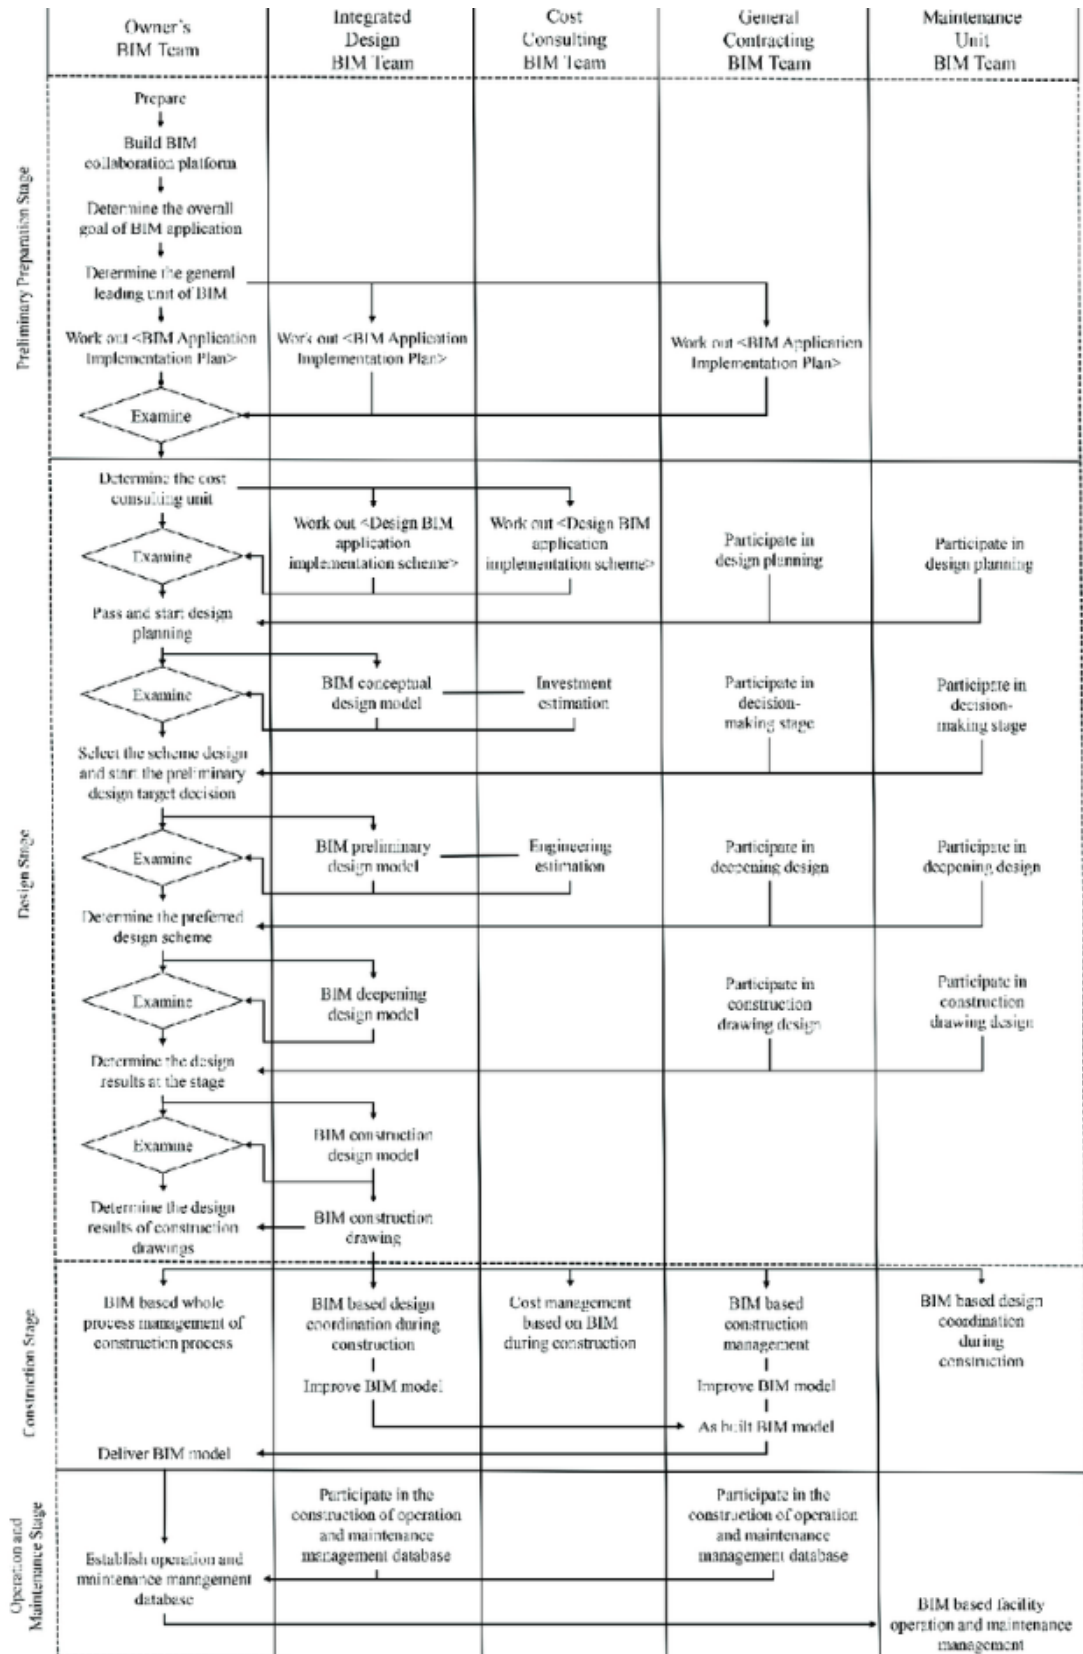 Owner's
BIM Team
Integrated
Design
BIM Team
Cost
Consulting
BIM Team
General
Contracting
BIM Team
Maintenance
Unit
BIM Team
Preliminary Preparation Stage
Prepare
Build BIM
collaboration platform
Determine the overall
goal of BIM application
Determine the general
leading unit of BIM
Work out <BIM Application
Implementation Plan>
Work out <BIM Application
Implementation Plan>
Work out <BIM Application
Implementation Plan>
Examine
Design Stage
Determine the cost
consulting unit
Work out <Design BIM
application
implementation scheme>
Work out <Design BIM
application
implementation scheme>
Participate in
design planning
Participate in
design planning
Examine
Pass and start design
planning
Examine
BIM conceptual
design model
Investment
estimation
Participate in
decision-
making stage
Participate in
decision-
making stage
Select the scheme design
and start the preliminary
design target decision
Examine
BIM preliminary
design model
Engineering
estimation
Participate in
deepening design
Participate in
deepening design
Determine the preferred
design scheme
Examine
BIM deepening
design model
Participate in
construction
drawing design
Participate in
construction
drawing design
Determine the design
results at the stage
Examine
BIM construction
design model
Determine the design
results of construction
drawings
BIM construction
drawing
Construction Stage
BIM based whole
process management of
construction process
BIM based design
coordination during
construction
Cost management
based on BIM
during construction
BIM based
construction
management
BIM based design
coordination
during
construction
Improve BIM model
Improve BIM model
As built BIM model
Deliver BIM model
Operation and
Maintenance Stage
Participate in the
construction of operation
and maintenance
management database
Participate in the
construction of operation
and maintenance
management database
Establish operation and
maintenance management
database
BIM based facility
operation and maintenance
management